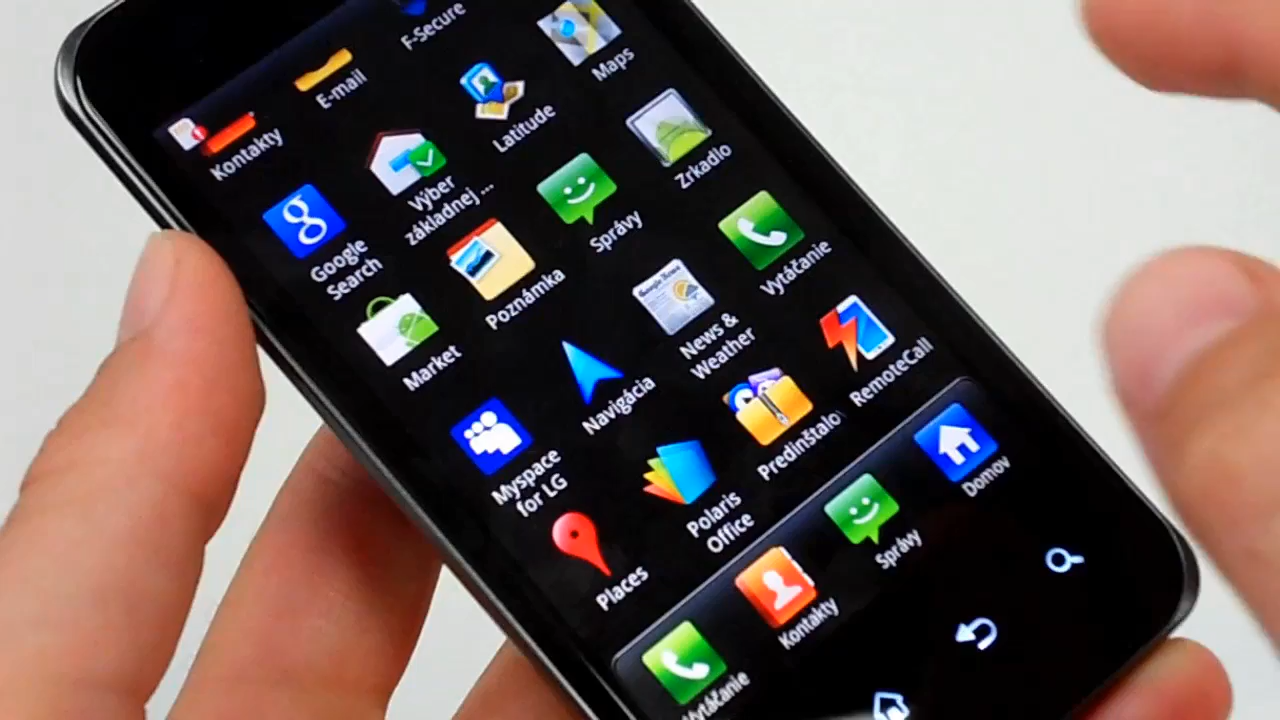 F-Secure
E-mail
Maps
Kontakty
Latitude
Výber
základnej ...
Zrkadlo
Google
Search
Správy
Poznámka
Vytáčanie
Market
News &
Weather
Navigácia
RemoteCall
Myspace
for LG
Predinštalo
Polaris
Office
Places
Domov
Správy
Kontakty
Vytáčanie